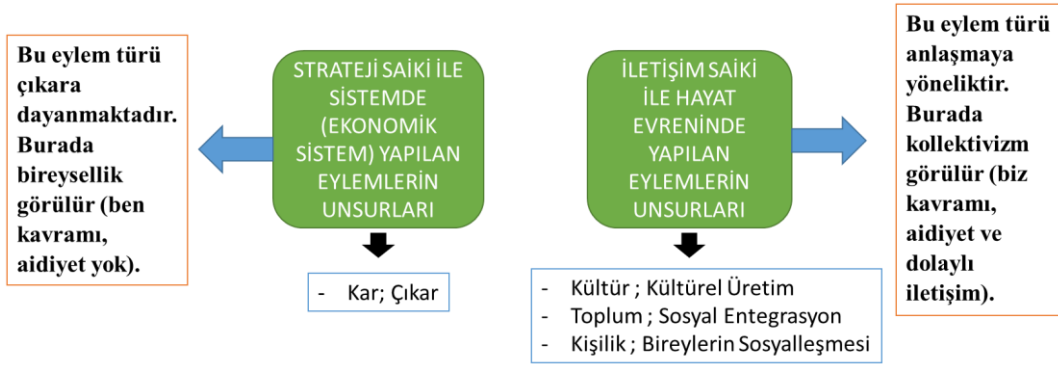 Bu eylem türü
çıkara
dayanmaktadır.
Burada
bireysellik
görülür (ben
kavramı,
aidiyet yok).
STRATEJİ SAİKİ İLE
SİSTEMDE
(EKONOMİK
SİSTEM) YAPILAN
EYLEMLERİN
UNSURLARI
- Kar; Çıkar
İLETİŞİM SAİKİ
İLE HAYAT
EVRENİNDE
YAPILAN
EYLEMLERİN
UNSURLARI
- Kültür ; Kültürel Üretim
- Toplum ; Sosyal Entegrasyon
- Kişilik ; Bireylerin Sosyalleşmesi
Bu eylem türü
anlaşmaya
yöneliktir.
Burada
kollektivizm
görülür (biz
kavramı,
aidiyet ve
dolaylı
iletişim).